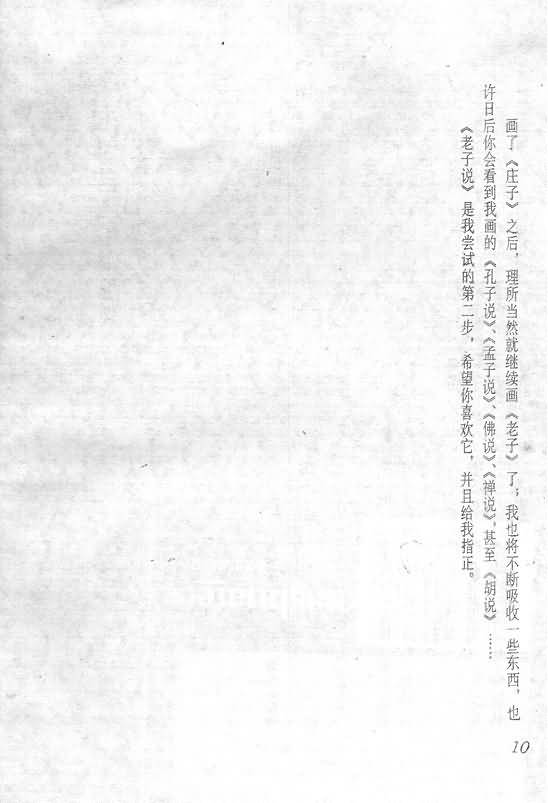 画了《庄子》之后，理所当然就继续画《老子》了；我也将不断吸收一些东西，也
许日后你会看到我画的《孔子说》、《孟子说》、《佛说》、《禅说》，甚至《胡说》……
《老子说》是我尝试的第二步，希望你喜欢它，并且给我指正。
10